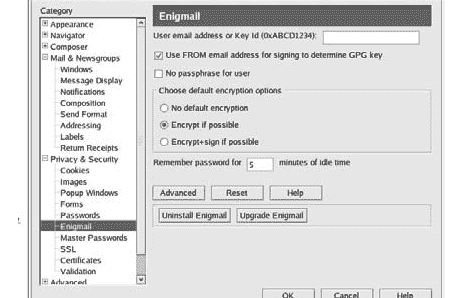 Category
Appearance
Navigator
Composer
Mail & Newsgroups
Windows
Message Display
Notifications
Composition
Send Format
Addressing
Labels
Return Receipts
Privacy & Security
Cookies
Images
Popup Windows
Forms
Passwords
Enigmail
Master Passwords
SSL
Certificates
Validation
Advanced
Enigmail
User email address or Key Id (0xABCD1234):
Use FROM email address for signing to determine GPG key
No passphrase for user
Choose default encryption options
No default encryption
Encrypt if possible
Encrypt+sign if possible
Remember password for 5 minutes of idle time
Advanced Reset Help
Uninstall Enigmail Upgrade Enigmail
OK Cancel Help